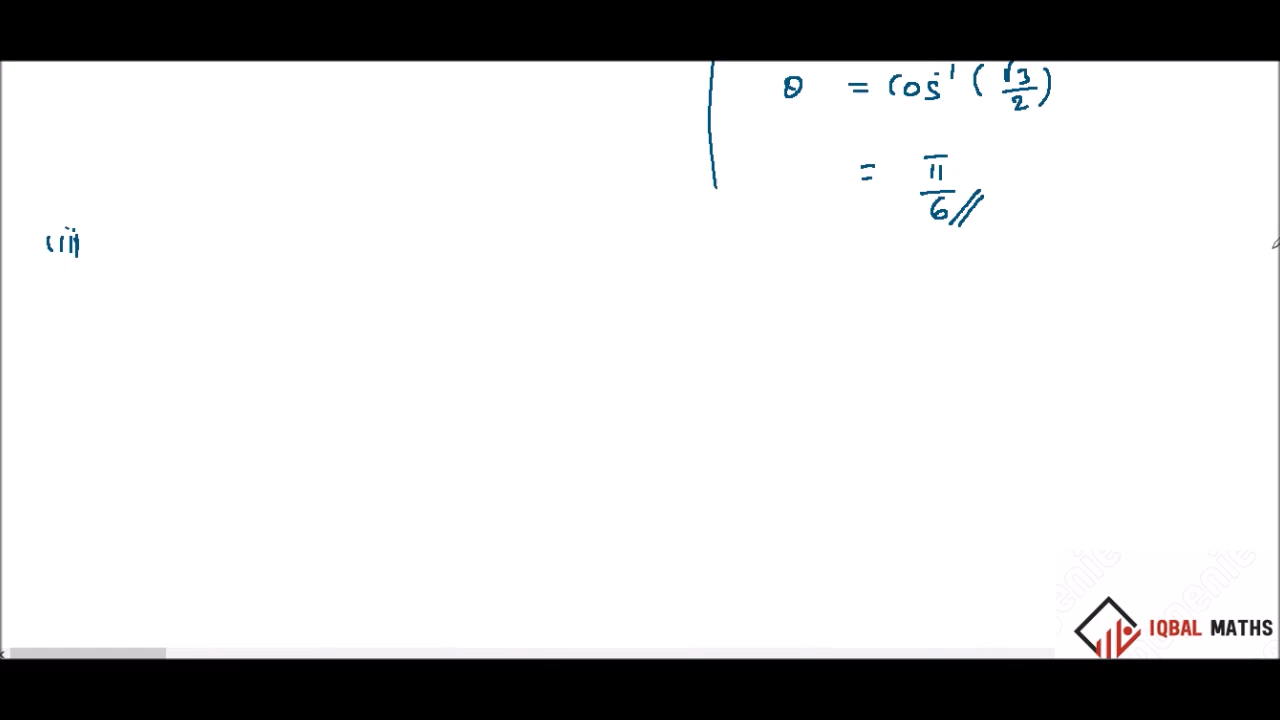 θ = cos⁻¹ (√3/2)
= π/6 //
(ii)
IQBAL MATHS